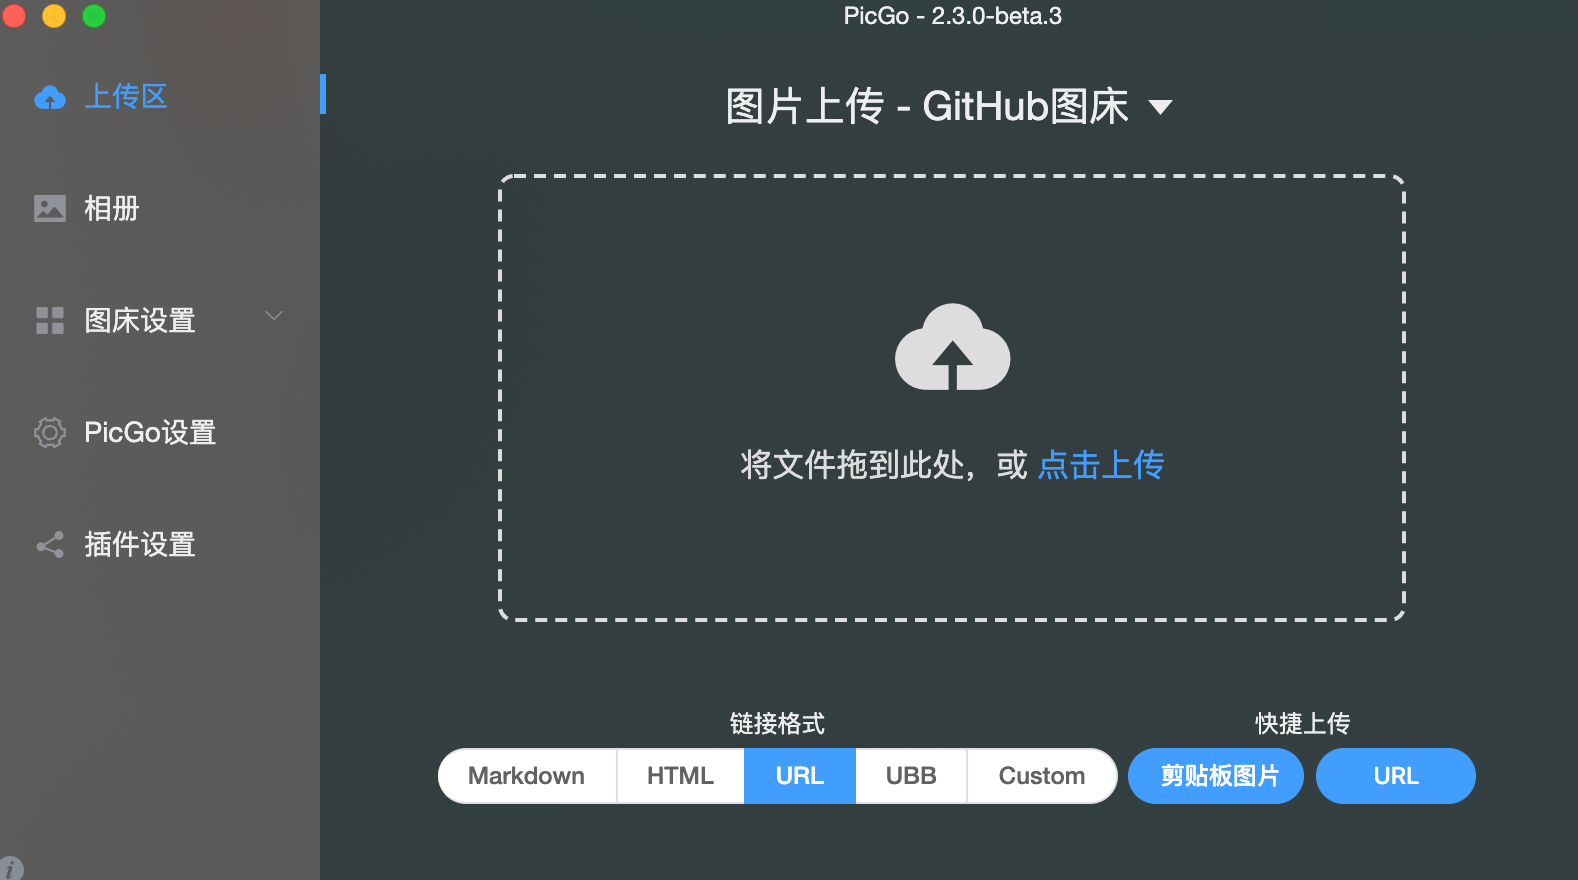 PicGo - 2.3.0-beta.3
上传区
相册
图床设置
PicGo设置
插件设置
图片上传 - GitHub图床
将文件拖到此处，或 点击上传
链接格式
Markdown HTML URL UBB Custom
快捷上传
剪贴板图片 URL